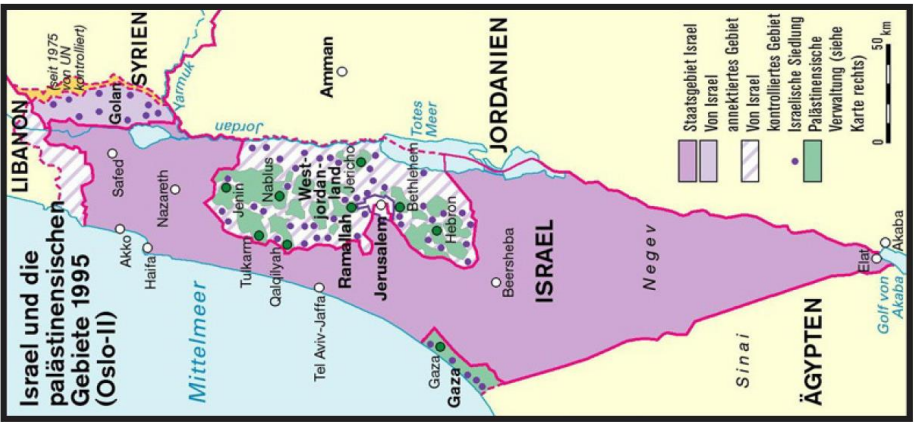 Israel und die
palästinensischen
Gebiete 1995
(Oslo-II)
LIBANON
(seit 1975
von UN
kontrolliert)
SYRIEN
Golan
Yarmuk
Safed
Akko
Haifa
Nazareth
Mittelmeer
Jordan
Amman
Jenin
Tulkarm
Nablus
Qalqilyah
West-
jordan-
land
Tel Aviv-Jaffa
Ramallah
Jericho
Jerusalem
Bethlehem
Totes
Meer
Hebron
Gaza
Gaza
Beersheba
ISRAEL
JORDANIEN
Negev
Sinai
ÄGYPTEN
Elat
Akaba
Golf von
Akaba
Staatsgebiet Israel
Von Israel
annektiertes Gebiet
Von Israel
kontrolliertes Gebiet
Israelische Siedlung
Palästinensische
Verwaltung (siehe
Karte rechts)
0 50 km